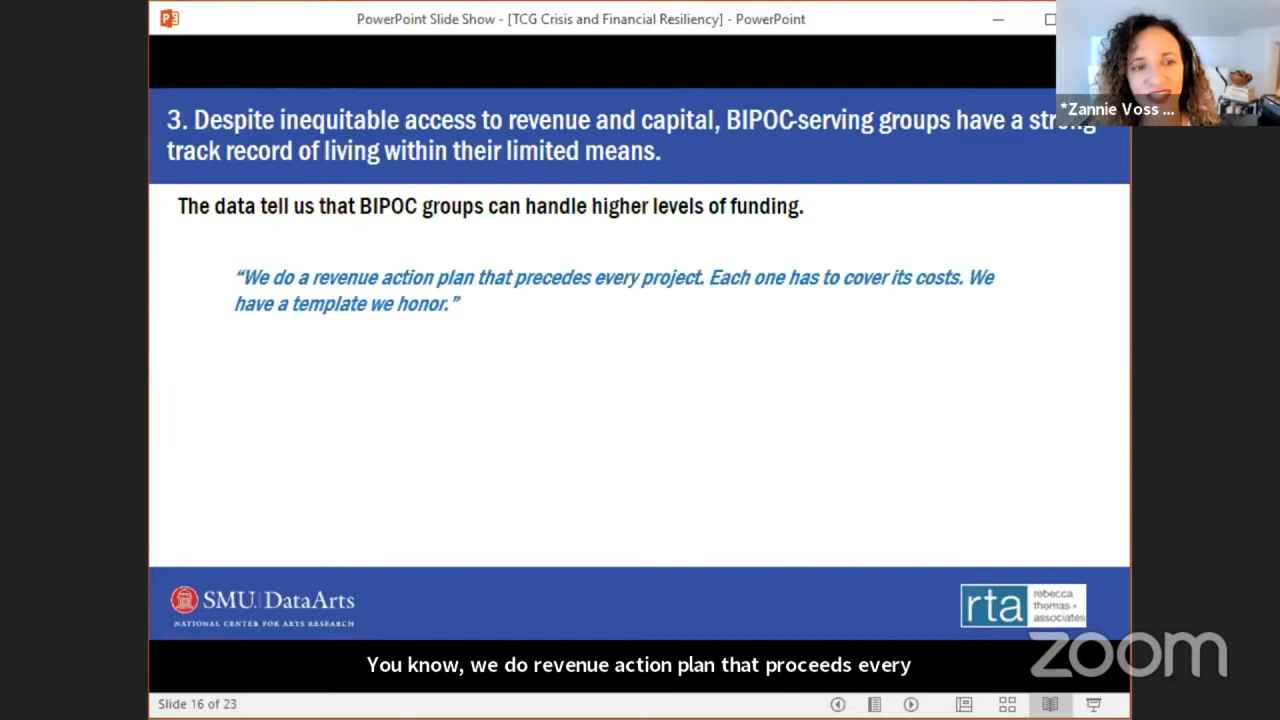 PowerPoint Slide Show - [TCG Crisis and Financial Resiliency] - PowerPoint
*Zannie Voss ...
3. Despite inequitable access to revenue and capital, BIPOC-serving groups have a strong
track record of living within their limited means.
The data tell us that BIPOC groups can handle higher levels of funding.
“We do a revenue action plan that precedes every project. Each one has to cover its costs. We
have a template we honor.”
SMU. DataArts
NATIONAL CENTER FOR ARTS RESEARCH
rta
rebecca
thomas +
associates
You know, we do revenue action plan that proceeds every
zoom
Slide 16 of 23